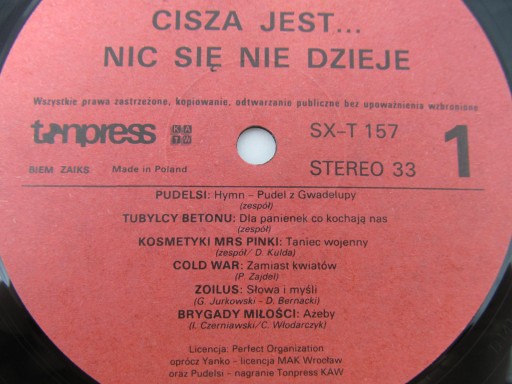 CISZA JEST...
NIC SIĘ NIE DZIEJE
Wszystkie prawa zastrzeżone, kopiowanie, odtwarzanie publiczne bez upoważnienia wzbronione
tonpress KAW SX-T 157
BIEM ZAIKS Made in Poland STEREO 33 1
PUDELSI: Hymn – Pudel z Gwadelupy
(zespół)
TUBYLCY BETONU: Dla panienek co kochają nas
(zespół)
KOSMETYKI MRS PINKI: Taniec wojenny
(zespół/ D. Kulda)
COLD WAR: Zamiast kwiatów
(P. Zajdel)
ZOILUS: Słowa i myśli
(G. Jurkowski – D. Bernacki)
BRYGADY MIŁOŚCI: Ażeby
(I. Czerniawski/C. Włodarczyk)
Licencja: Perfect Organization
oprócz Yanko – licencja MAK Wrocław
oraz Pudelsi – nagranie Tonpress KAW